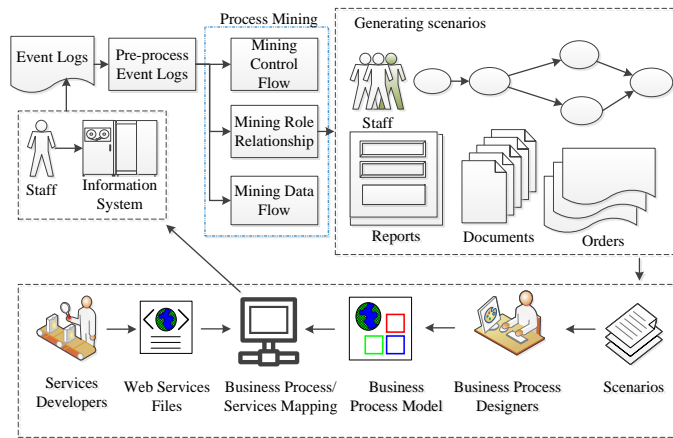 Process Mining
Generating scenarios
Event Logs
Pre-process
Event Logs
Mining
Control
Flow
Mining Role
Relationship
Mining Data
Flow
Staff
Information
System
Staff
Reports
Documents
Orders
Services
Developers
Web Services
Files
Business Process/
Services Mapping
Business
Process Model
Business Process
Designers
Scenarios